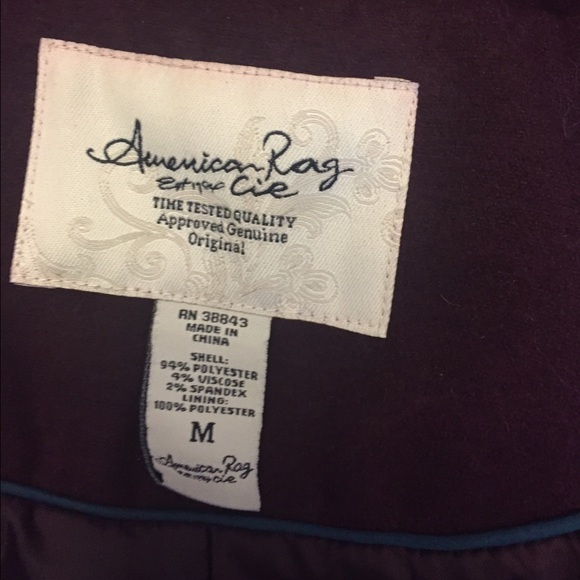 American Rag
Cie
TIME TESTED QUALITY
Approved Genuine
Original
RN 38843
MADE IN
CHINA
SHELL:
94% POLYESTER
4% VISCOSE
2% SPANDEX
LINING:
100% POLYESTER
M
American Rag
Cie